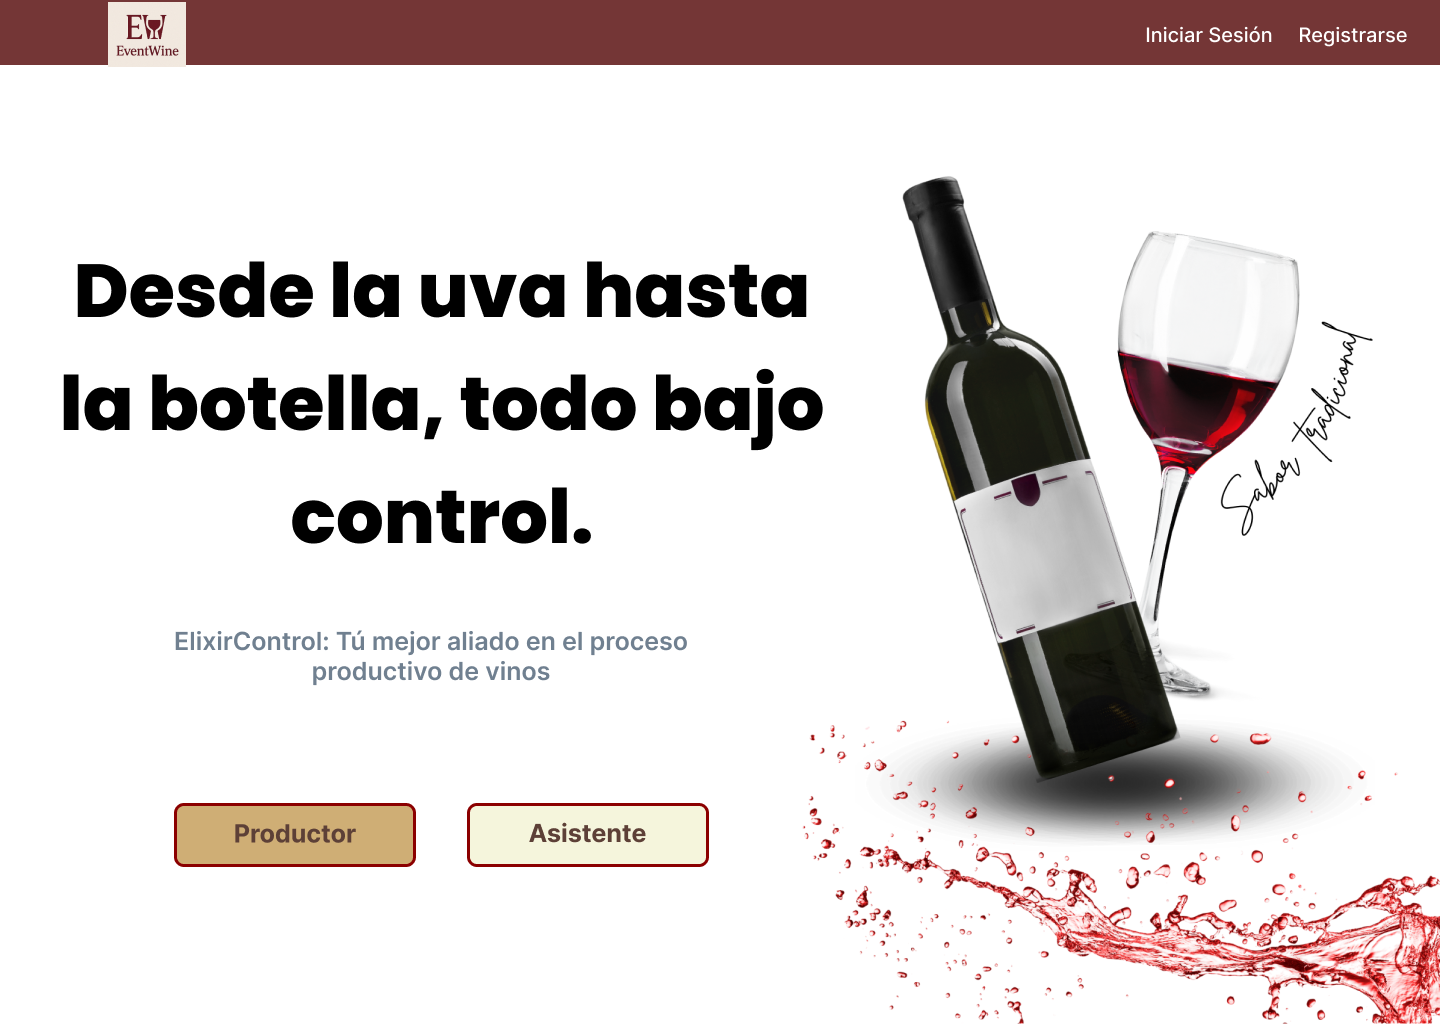 EW
EventWine
Iniciar Sesión Registrarse
Desde la uva hasta
la botella, todo bajo
control.
Sabor tradicional
ElixirControl: Tú mejor aliado en el proceso
productivo de vinos
Productor
Asistente